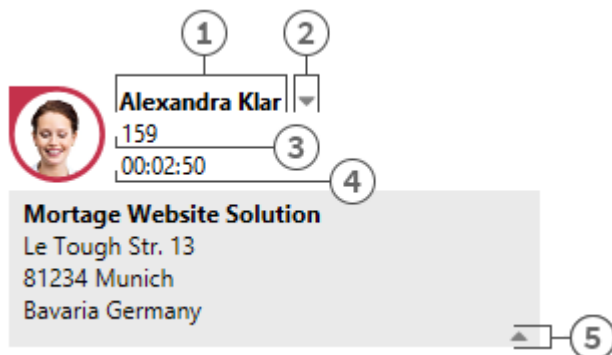 1 2
Alexandra Klar
159
3
00:02:50
4
Mortage Website Solution
Le Tough Str. 13
81234 Munich
Bavaria Germany
5